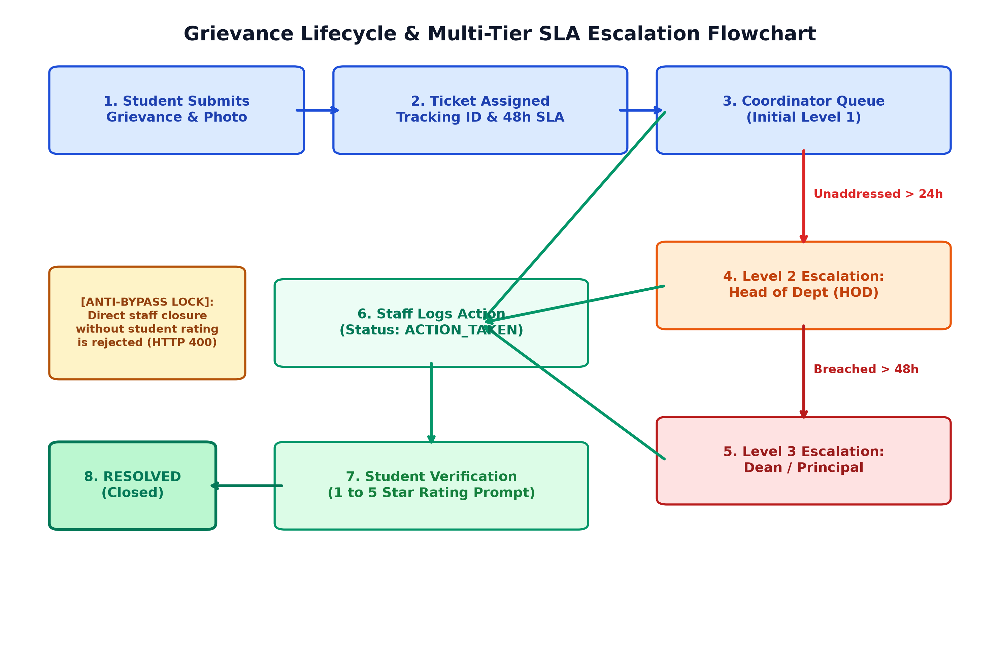 Grievance Lifecycle & Multi-Tier SLA Escalation Flowchart
1. Student Submits
Grievance & Photo
2. Ticket Assigned
Tracking ID & 48h SLA
3. Coordinator Queue
(Initial Level 1)
Unaddressed > 24h
4. Level 2 Escalation:
Head of Dept (HOD)
Breached > 48h
5. Level 3 Escalation:
Dean / Principal
[ANTI-BYPASS LOCK]:
Direct staff closure
without student rating
is rejected (HTTP 400)
6. Staff Logs Action
(Status: ACTION_TAKEN)
7. Student Verification
(1 to 5 Star Rating Prompt)
8. RESOLVED
(Closed)